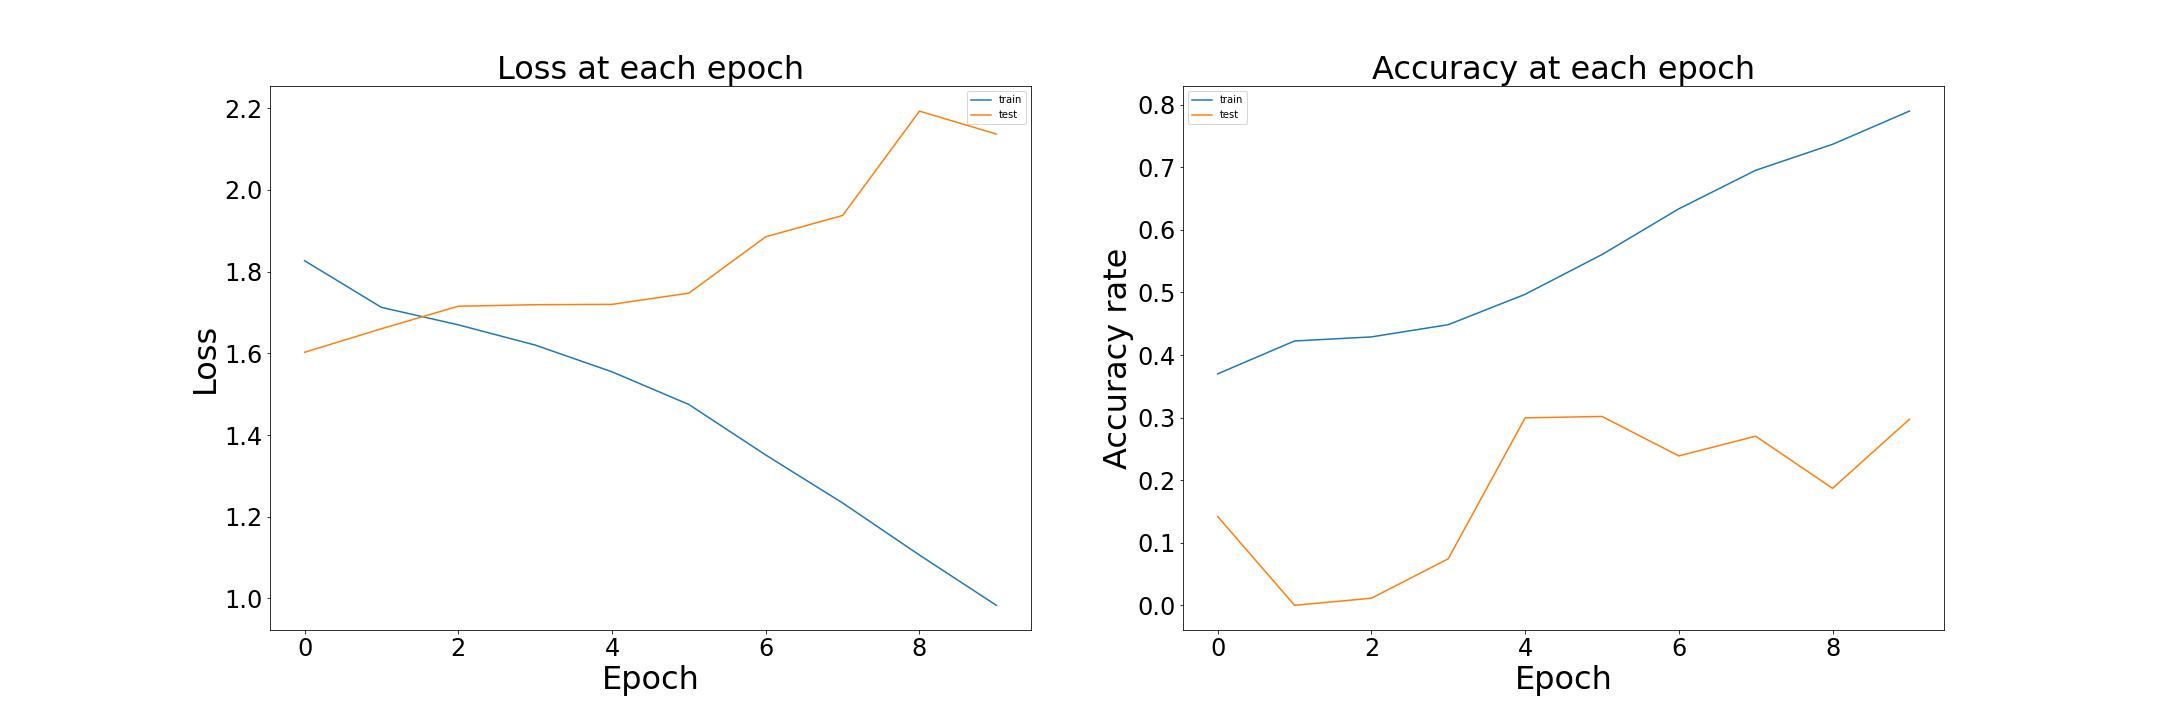 Loss at each epoch
train
test
2.2
2.0
1.8
1.6
1.4
1.2
1.0
Loss
0 2 4 6 8
Epoch
Accuracy at each epoch
train
test
0.8
0.7
0.6
0.5
0.4
0.3
0.2
0.1
0.0
Accuracy rate
0 2 4 6 8
Epoch